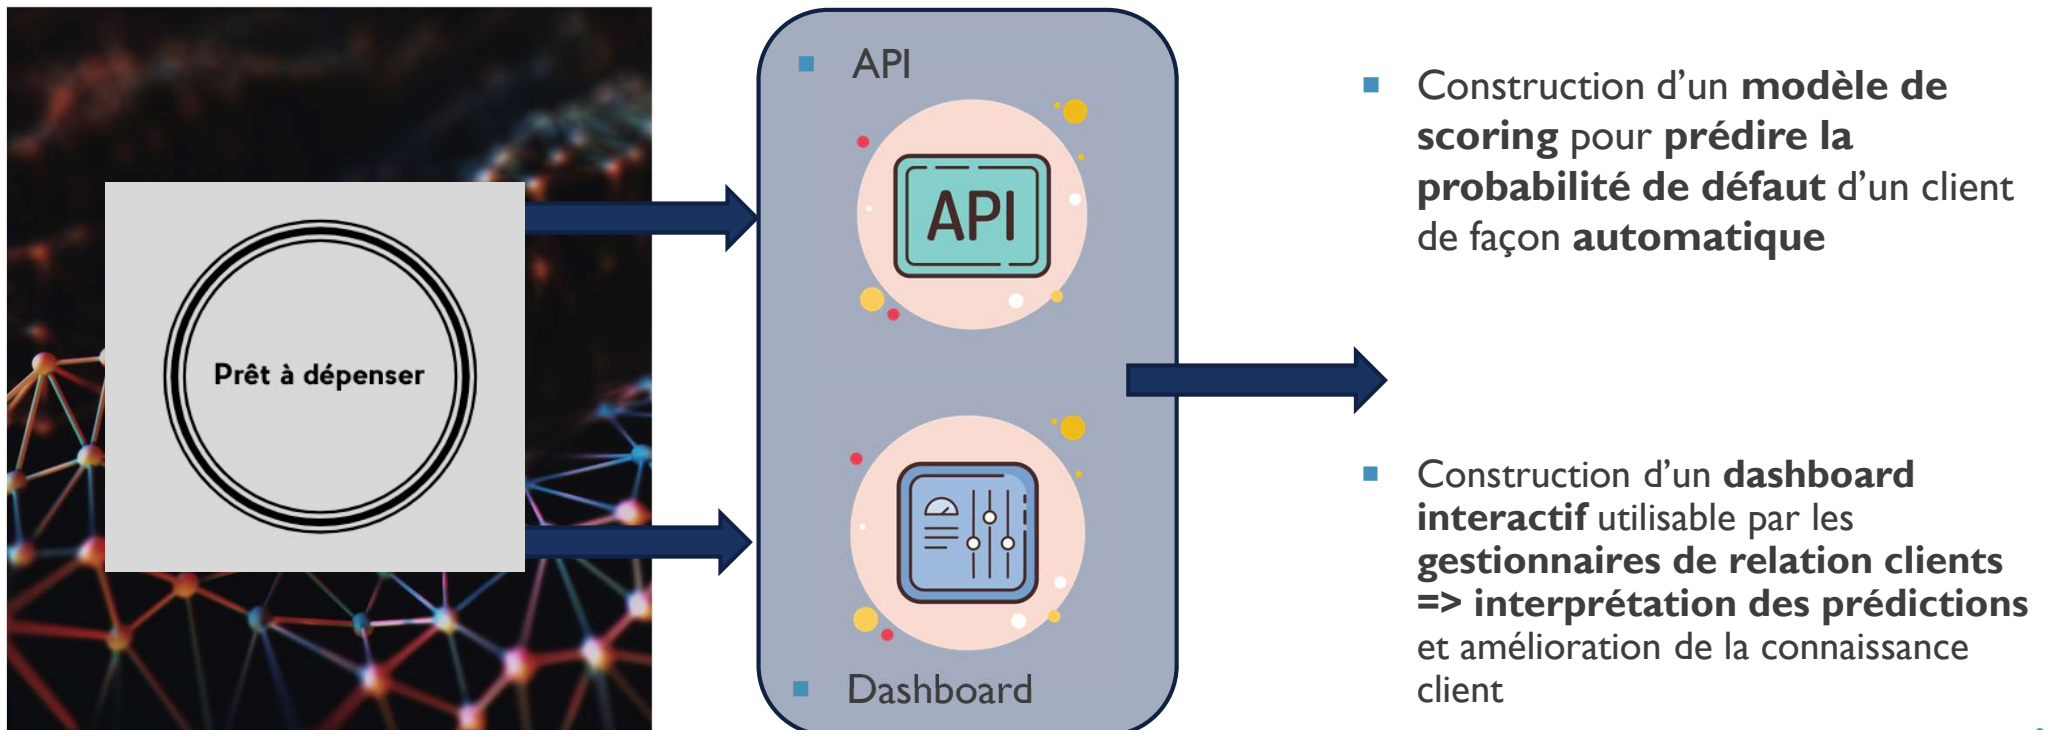 Prêt à dépenser
▪ API
API
▪ Dashboard
▪ Construction d’un modèle de
scoring pour prédire la
probabilité de défaut d’un client
de façon automatique
▪ Construction d’un dashboard
interactif utilisable par les
gestionnaires de relation clients
=> interprétation des prédictions
et amélioration de la connaissance
client